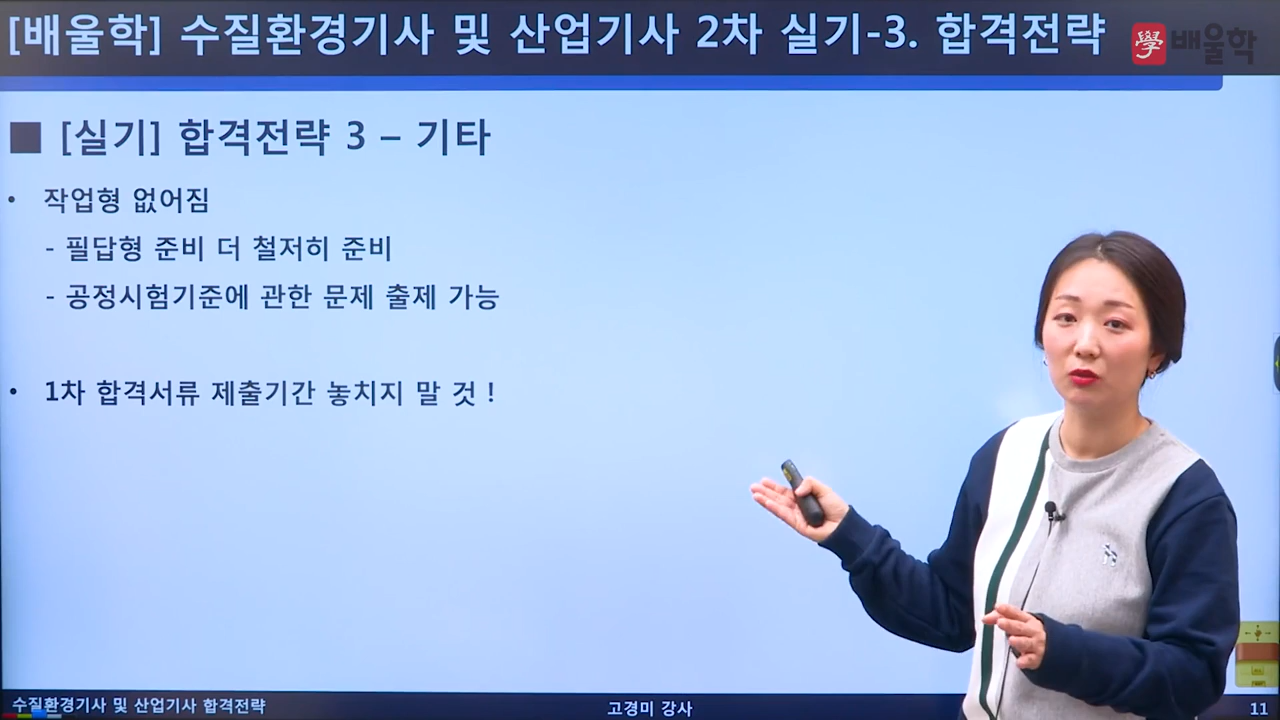 [배울학] 수질환경기사 및 산업기사 2차 실기-3. 합격전략
學 배울학
■ [실기] 합격전략 3 – 기타
• 작업형 없어짐
- 필답형 준비 더 철저히 준비
- 공정시험기준에 관한 문제 출제 가능
• 1차 합격서류 제출기간 놓치지 말 것 !
수질환경기사 및 산업기사 합격전략
고경미 강사
11